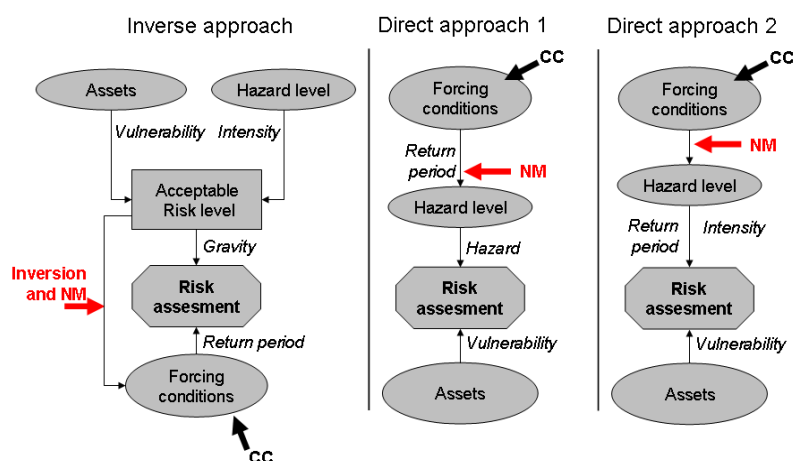 Inverse approach
Assets
Hazard level
Vulnerability
Intensity
Acceptable
Risk level
Gravity
Inversion
and NM
Risk
assesment
Return period
Forcing
conditions
CC
Direct approach 1
CC
Forcing
conditions
Return
period
NM
Hazard level
Hazard
Risk
assesment
Vulnerability
Assets
Direct approach 2
CC
Forcing
conditions
NM
Hazard level
Return
period
Intensity
Risk
assesment
Vulnerability
Assets